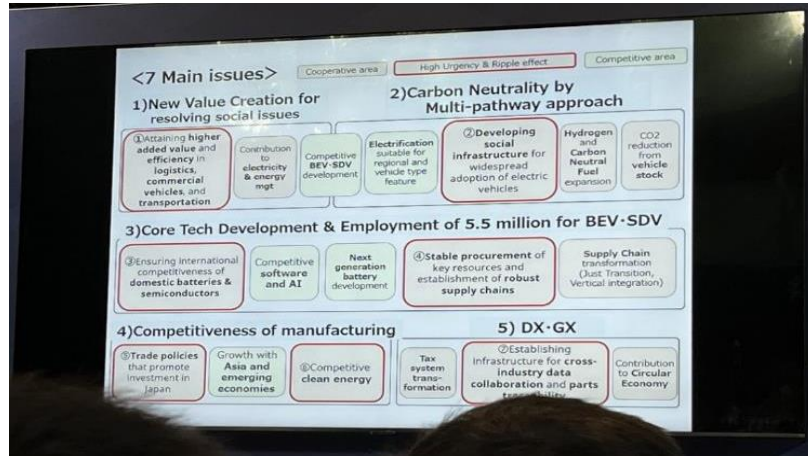 <7 Main issues>
Cooperative area
High Urgency & Ripple effect
Competitive area
1)New Value Creation for
resolving social issues
①Attaining higher
added value and
efficiency in
logistics,
commercial
vehicles, and
transportation
Contribution
to
electricity
& energy
mgt
Competitive
BEV·SDV
development
2)Carbon Neutrality by
Multi-pathway approach
Electrification
suitable for
regional and
vehicle type
feature
②Developing
social
infrastructure for
widespread
adoption of electric
vehicles
Hydrogen
and
Carbon
Neutral
Fuel
expansion
CO2
reduction
from
vehicle
stock
3)Core Tech Development & Employment of 5.5 million for BEV·SDV
③Ensuring International
competitiveness of
domestic batteries &
semiconductors
Competitive
software
and AI
Next
generation
battery
development
④Stable procurement of
key resources and
establishment of robust
supply chains
Supply Chain
transformation
(Just Transition,
Vertical integration)
4)Competitiveness of manufacturing
⑤Trade policies
that promote
investment in
Japan
Growth with
Asia and
emerging
economies
⑥Competitive
clean energy
5) DX·GX
Tax
system
trans-
formation
⑦Establishing
Infrastructure for cross-
industry data
collaboration and parts
traceability
Contribution
to Circular
Economy